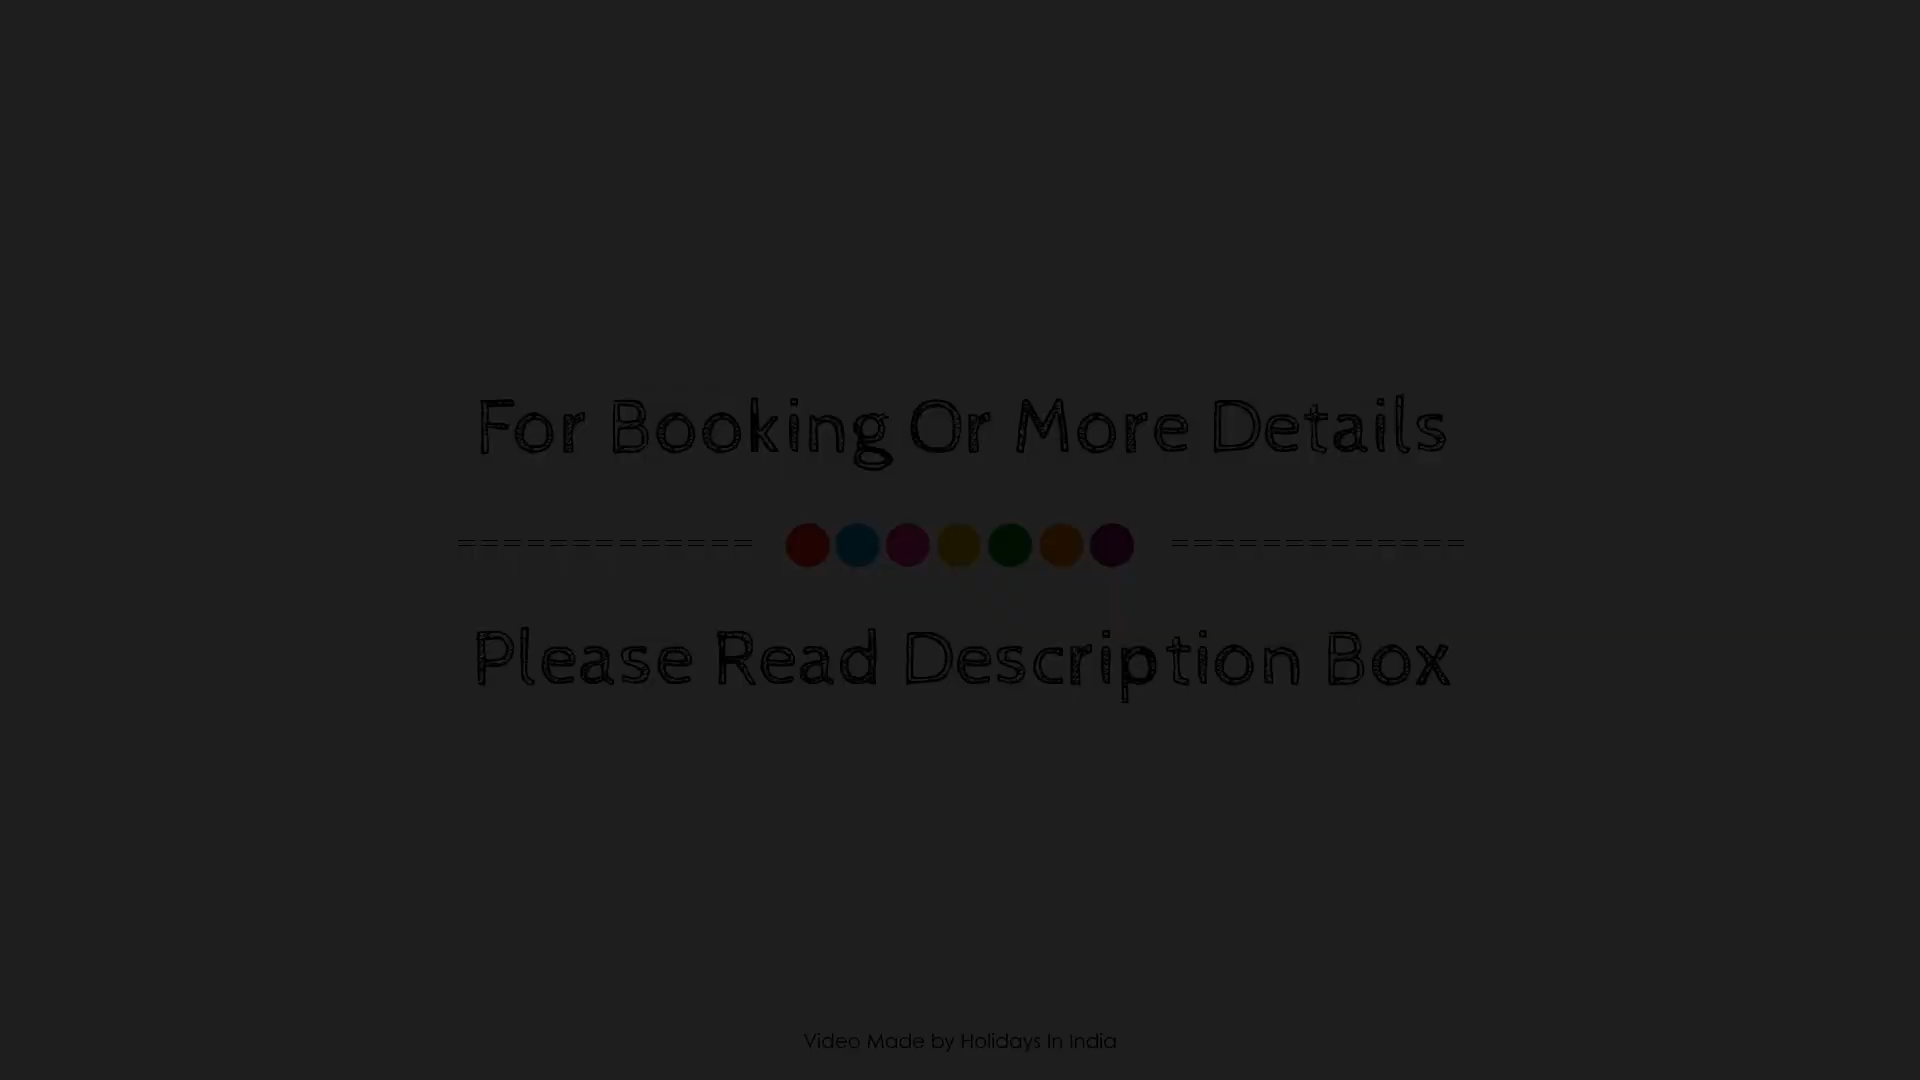 For Booking Or More Details
============= =============
Please Read Description Box
Video Made by Holidays In India